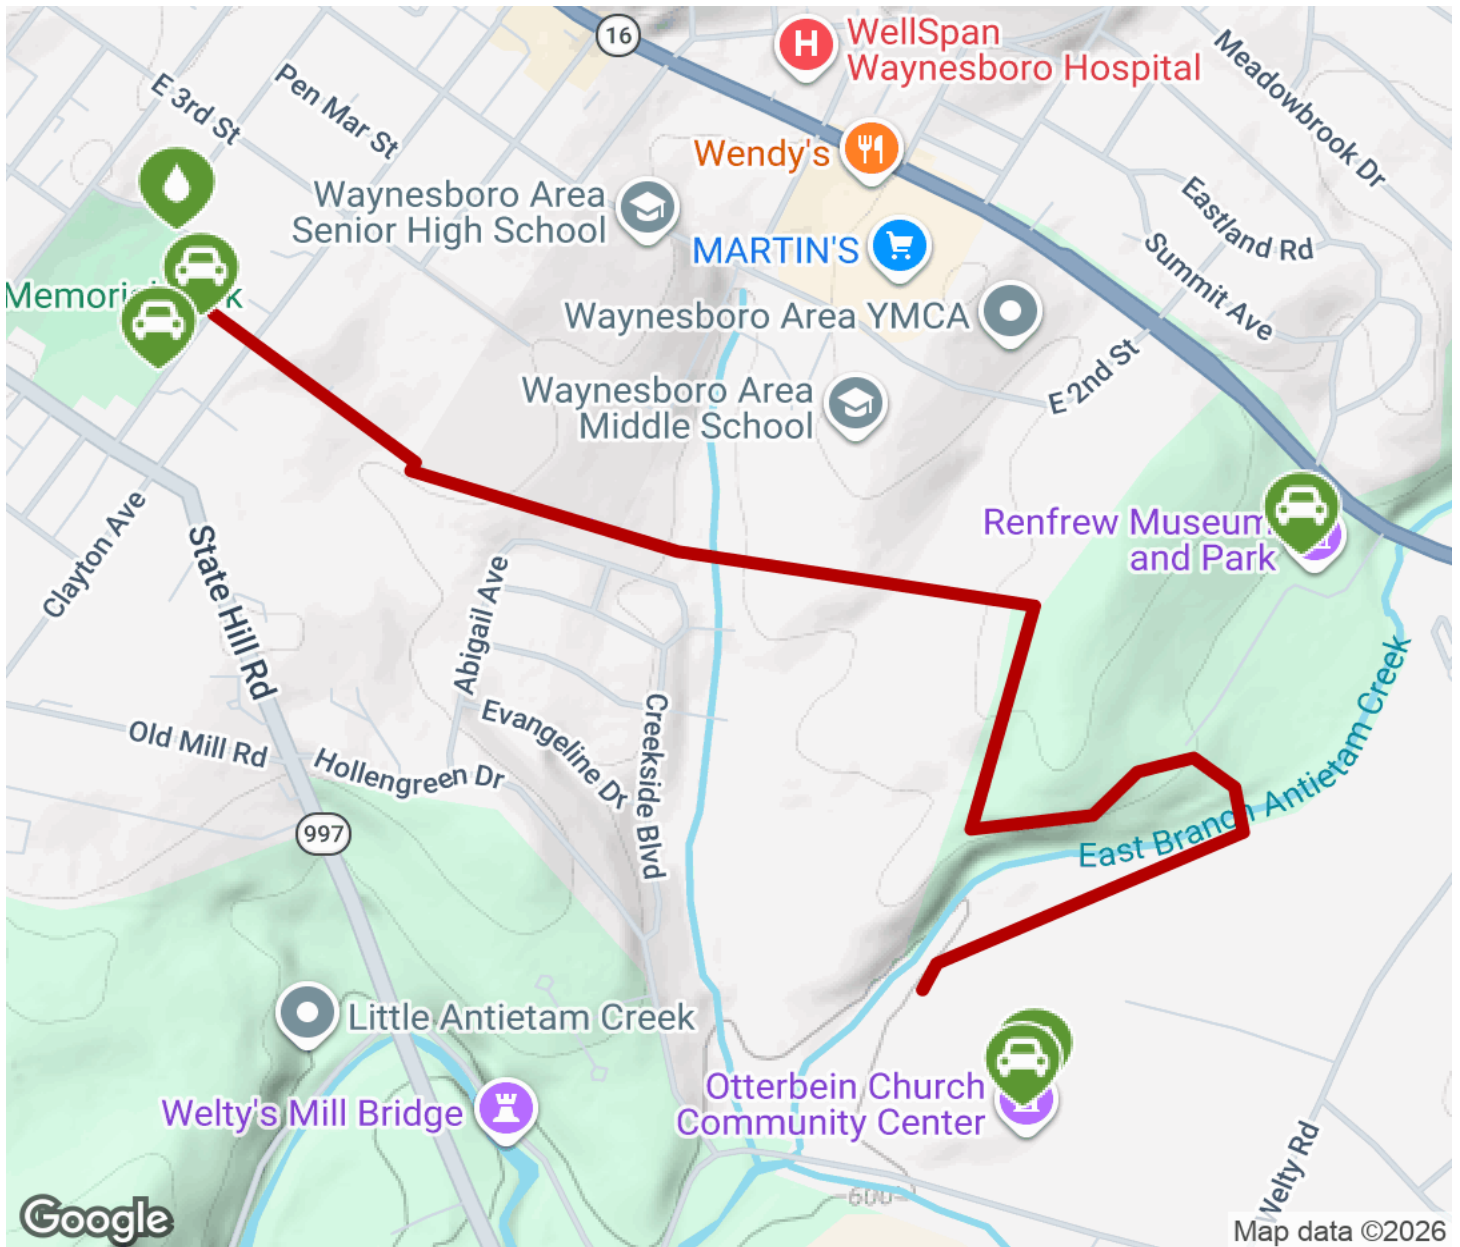 16
WellSpan
Waynesboro Hospital
Meadowbrook Dr
E 3rd St
Pen Mar St
Wendy's
Waynesboro Area
Senior High School
Eastland Rd
MARTIN'S
Summit Ave
Waynesboro Area YMCA
E 2nd St
Waynesboro Area
Middle School
Clayton Ave
State Hill Rd
Renfrew Museum
and Park
Abigail Ave
Evangeline Dr
Creekside Blvd
Old Mill Rd
Hollengreen Dr
997
East Branch Antietam Creek
Little Antietam Creek
Otterbein Church
Community Center
Welty's Mill Bridge
Welty Rd
600
Google
Map data ©2026